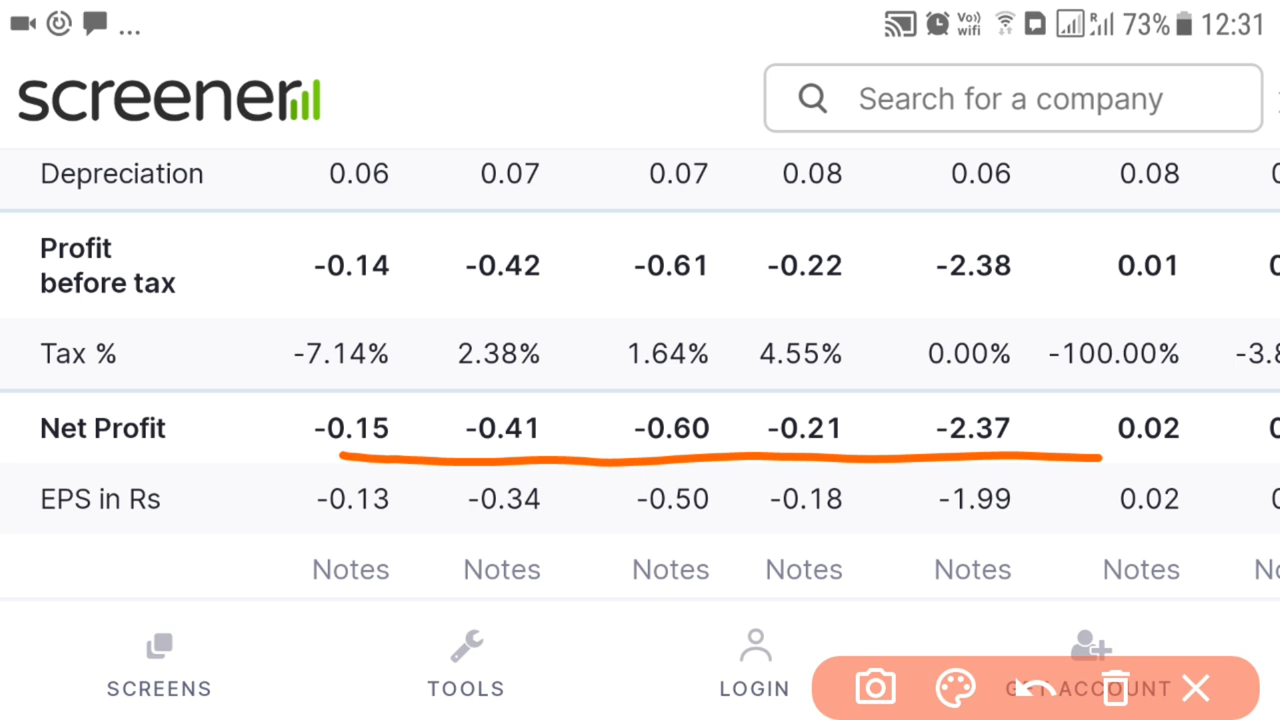 ... Vo) wifi R 73% 12:31
screener Search for a company
Depreciation 0.06 0.07 0.07 0.08 0.06 0.08
Profit before tax -0.14 -0.42 -0.61 -0.22 -2.38 0.01
Tax % -7.14% 2.38% 1.64% 4.55% 0.00% -100.00% -3.8
Net Profit -0.15 -0.41 -0.60 -0.21 -2.37 0.02
EPS in Rs -0.13 -0.34 -0.50 -0.18 -1.99 0.02
Notes Notes Notes Notes Notes Notes No
SCREENS TOOLS LOGIN GET ACCOUNT